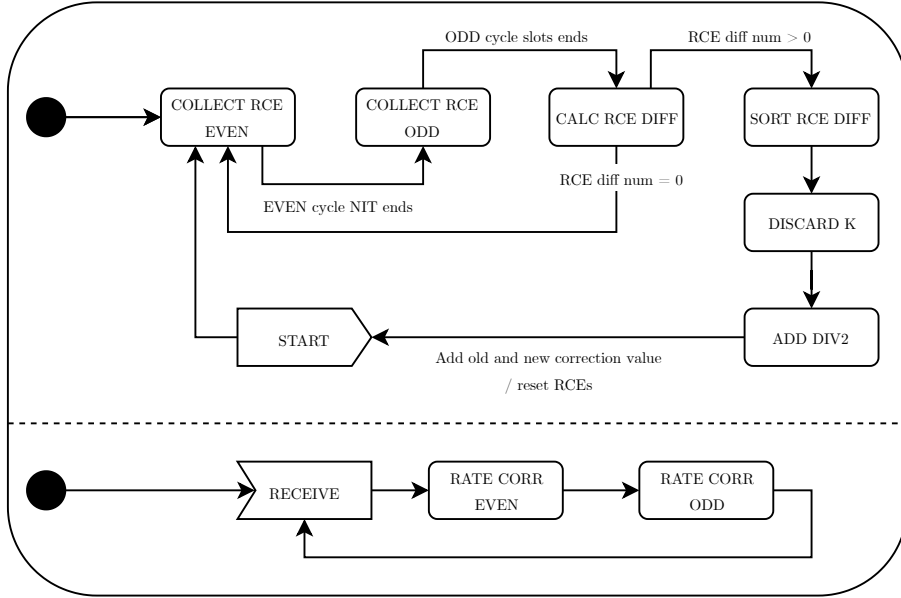 ODD cycle slots ends
RCE diff num > 0
COLLECT RCE
EVEN
COLLECT RCE
ODD
CALC RCE DIFF
SORT RCE DIFF
RCE diff num = 0
EVEN cycle NIT ends
DISCARD K
START
ADD DIV2
Add old and new correction value
/ reset RCEs
RECEIVE
RATE CORR
EVEN
RATE CORR
ODD